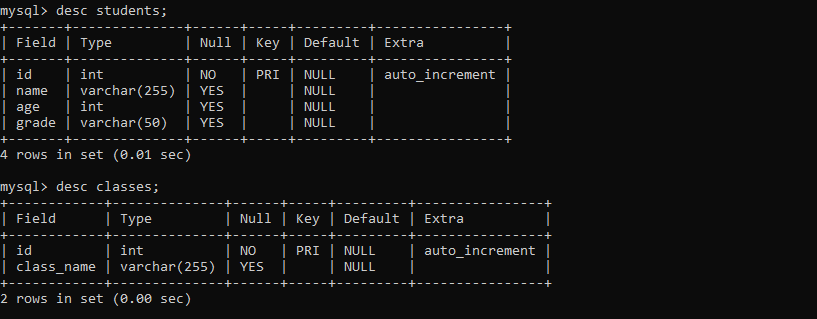 mysql> desc students;
+-------+--------------+------+-----+---------+----------------+
| Field | Type         | Null | Key | Default | Extra          |
+-------+--------------+------+-----+---------+----------------+
| id    | int          | NO   | PRI | NULL    | auto_increment |
| name  | varchar(255) | YES  |     | NULL    |                |
| age   | int          | YES  |     | NULL    |                |
| grade | varchar(50)  | YES  |     | NULL    |                |
+-------+--------------+------+-----+---------+----------------+
4 rows in set (0.01 sec)

mysql> desc classes;
+------------+--------------+------+-----+---------+----------------+
| Field      | Type         | Null | Key | Default | Extra          |
+------------+--------------+------+-----+---------+----------------+
| id         | int          | NO   | PRI | NULL    | auto_increment |
| class_name | varchar(255) | YES  |     | NULL    |                |
+------------+--------------+------+-----+---------+----------------+
2 rows in set (0.00 sec)